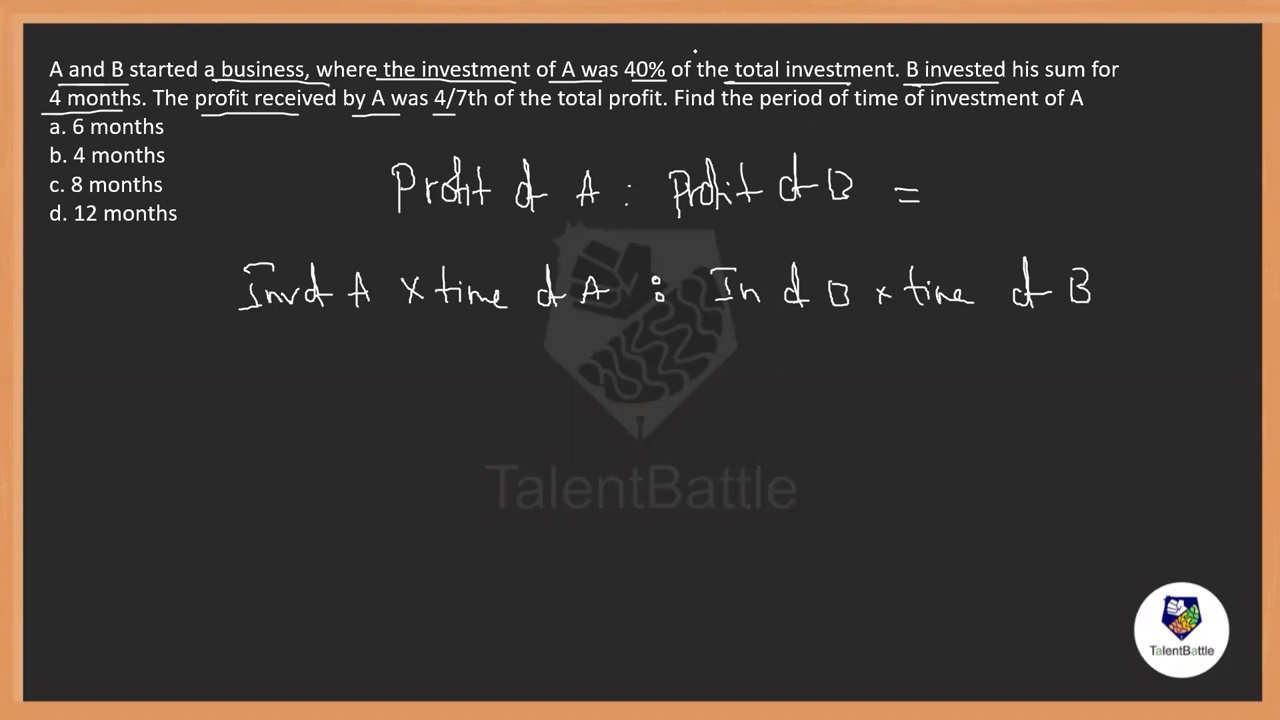 A and B started a business, where the investment of A was 40% of the total investment. B invested his sum for
4 months. The profit received by A was 4/7th of the total profit. Find the period of time of investment of A
a. 6 months
b. 4 months
c. 8 months
d. 12 months
Profit of A : Profit of B =
Inv of A x time of A : In of B x time of B
TalentBattle
TalentBattle